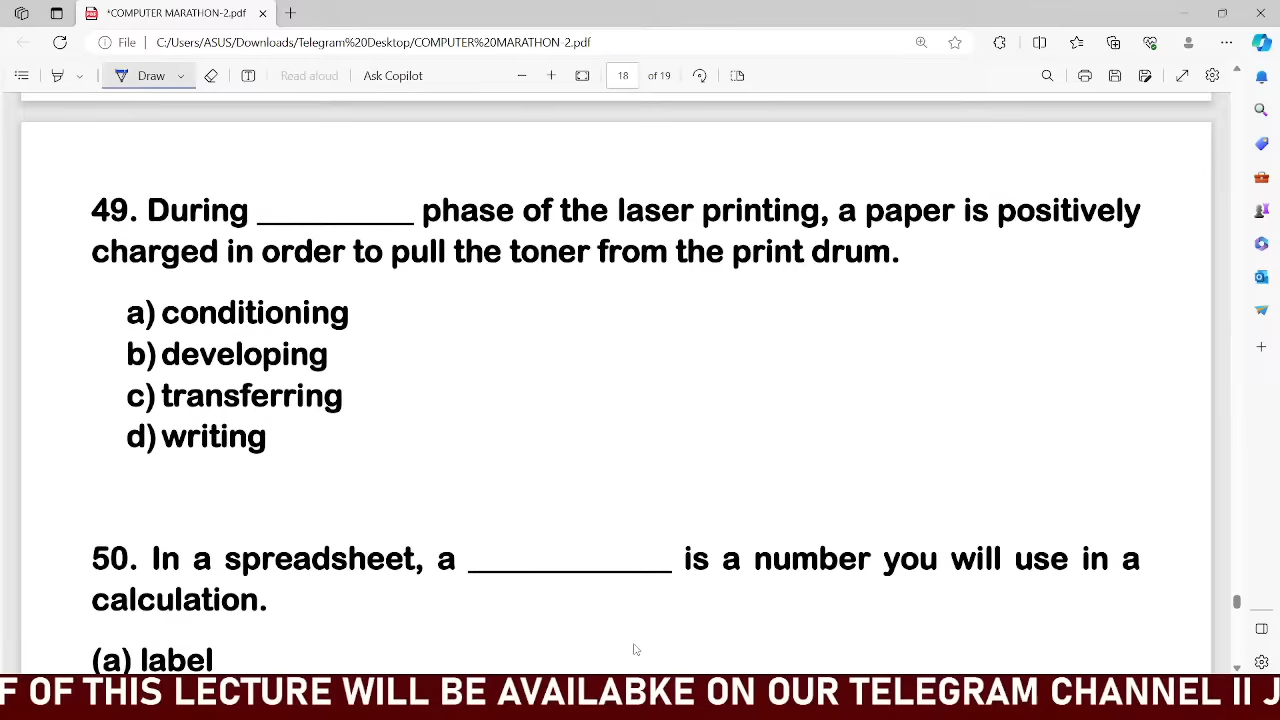 *COMPUTER MARATHON-2.pdf
File C:/Users/ASUS/Downloads/Telegram%20Desktop/COMPUTER%20MARATHON-2.pdf
Draw Read aloud Ask Copilot 18 of 19
49. During __________ phase of the laser printing, a paper is positively
charged in order to pull the toner from the print drum.
a) conditioning
b) developing
c) transferring
d) writing
50. In a spreadsheet, a _____________ is a number you will use in a
calculation.
(a) label
F OF THIS LECTURE WILL BE AVAILABKE ON OUR TELEGRAM CHANNEL II J